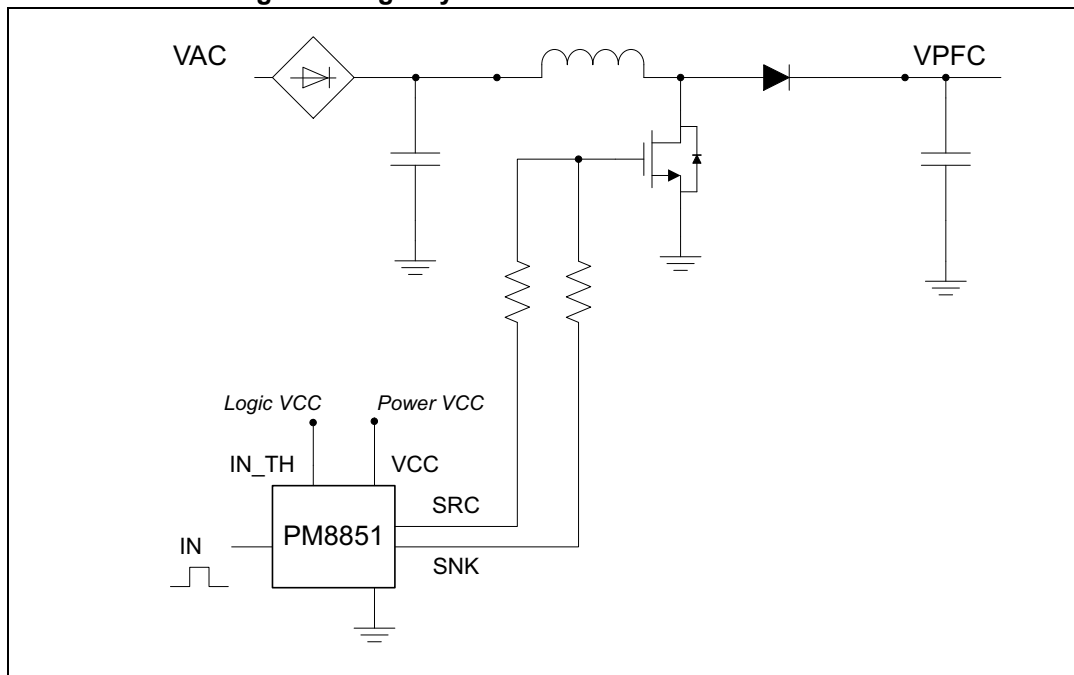 VAC
VPFC
Logic VCC
Power VCC
IN_TH
VCC
SRC
PM8851
IN
SNK